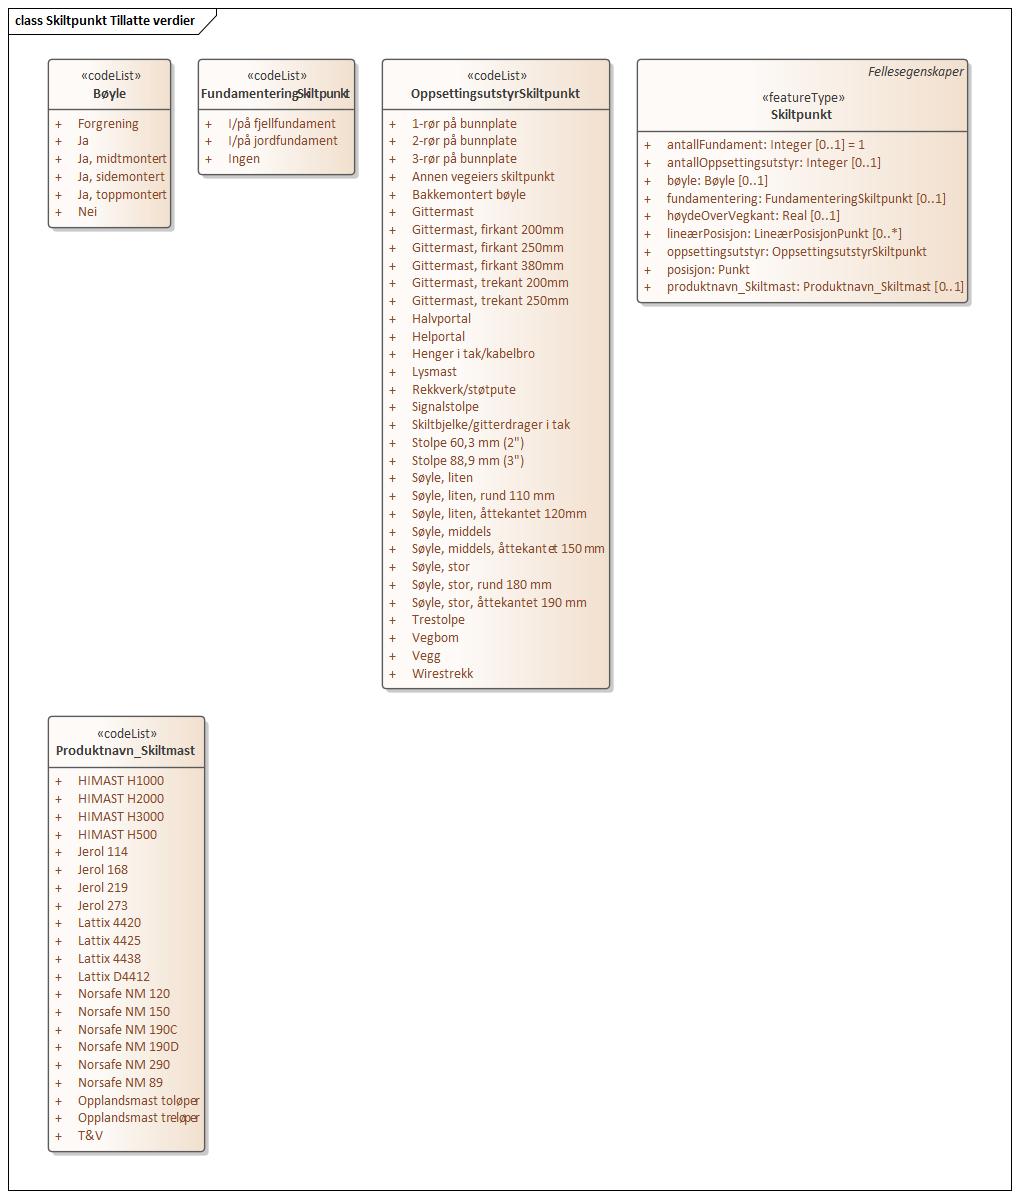 class Skiltpunkt Tillatte verdier
«codeList»
Bøyle
+ Forgrening
+ Ja
+ Ja, midtmontert
+ Ja, sidemontert
+ Ja, toppmontert
+ Nei
«codeList»
FundamenteringSkiltpunkt
+ I/på fjellfundament
+ I/på jordfundament
+ Ingen
«codeList»
OppsettingsutstyrSkiltpunkt
+ 1-rør på bunnplate
+ 2-rør på bunnplate
+ 3-rør på bunnplate
+ Annen vegeiers skiltpunkt
+ Bakkemontert bøyle
+ Gittermast
+ Gittermast, firkant 200mm
+ Gittermast, firkant 250mm
+ Gittermast, firkant 380mm
+ Gittermast, trekant 200mm
+ Gittermast, trekant 250mm
+ Halvportal
+ Helportal
+ Henger i tak/kabelbro
+ Lysmast
+ Rekkverk/støtpute
+ Signalstolpe
+ Skiltbjelke/gitterdrager i tak
+ Stolpe 60,3 mm (2")
+ Stolpe 88,9 mm (3")
+ Søyle, liten
+ Søyle, liten, rund 110 mm
+ Søyle, liten, åttekantet 120mm
+ Søyle, middels
+ Søyle, middels, åttekantet 150 mm
+ Søyle, stor
+ Søyle, stor, rund 180 mm
+ Søyle, stor, åttekantet 190 mm
+ Trestolpe
+ Vegbom
+ Vegg
+ Wirestrekk
Fellesegenskaper
«featureType»
Skiltpunkt
+ antallFundament: Integer [0..1] = 1
+ antallOppsettingsutstyr: Integer [0..1]
+ bøyle: Bøyle [0..1]
+ fundamentering: FundamenteringSkiltpunkt [0..1]
+ høydeOverVegkant: Real [0..1]
+ lineærPosisjon: LineærPosisjonPunkt [0..*]
+ oppsettingsutstyr: OppsettingsutstyrSkiltpunkt
+ posisjon: Punkt
+ produktnavn_Skiltmast: Produktnavn_Skiltmast [0..1]
«codeList»
Produktnavn_Skiltmast
+ HIMAST H1000
+ HIMAST H2000
+ HIMAST H3000
+ HIMAST H500
+ Jerol 114
+ Jerol 168
+ Jerol 219
+ Jerol 273
+ Lattix 4420
+ Lattix 4425
+ Lattix 4438
+ Lattix D4412
+ Norsafe NM 120
+ Norsafe NM 150
+ Norsafe NM 190C
+ Norsafe NM 190D
+ Norsafe NM 290
+ Norsafe NM 89
+ Opplandsmast toløper
+ Opplandsmast treløper
+ T&V